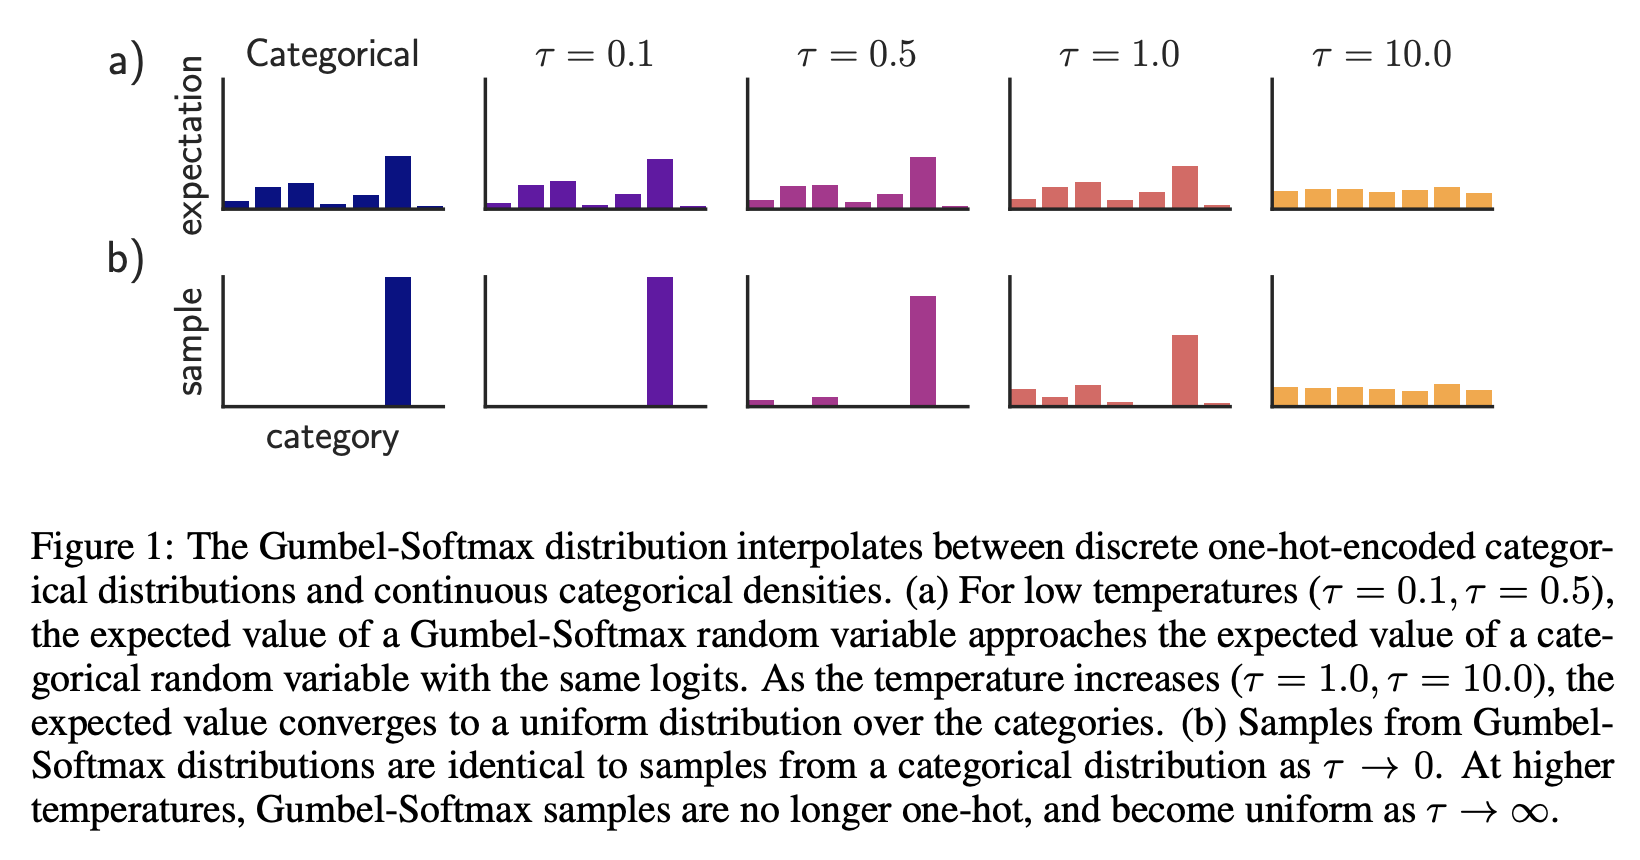 a)
Categorical
τ = 0.1
τ = 0.5
τ = 1.0
τ = 10.0
expectation
b)
sample
category
Figure 1: The Gumbel-Softmax distribution interpolates between discrete one-hot-encoded categor-
ical distributions and continuous categorical densities. (a) For low temperatures (τ = 0.1, τ = 0.5),
the expected value of a Gumbel-Softmax random variable approaches the expected value of a cate-
gorical random variable with the same logits. As the temperature increases (τ = 1.0, τ = 10.0), the
expected value converges to a uniform distribution over the categories. (b) Samples from Gumbel-
Softmax distributions are identical to samples from a categorical distribution as τ → 0. At higher
temperatures, Gumbel-Softmax samples are no longer one-hot, and become uniform as τ → ∞.